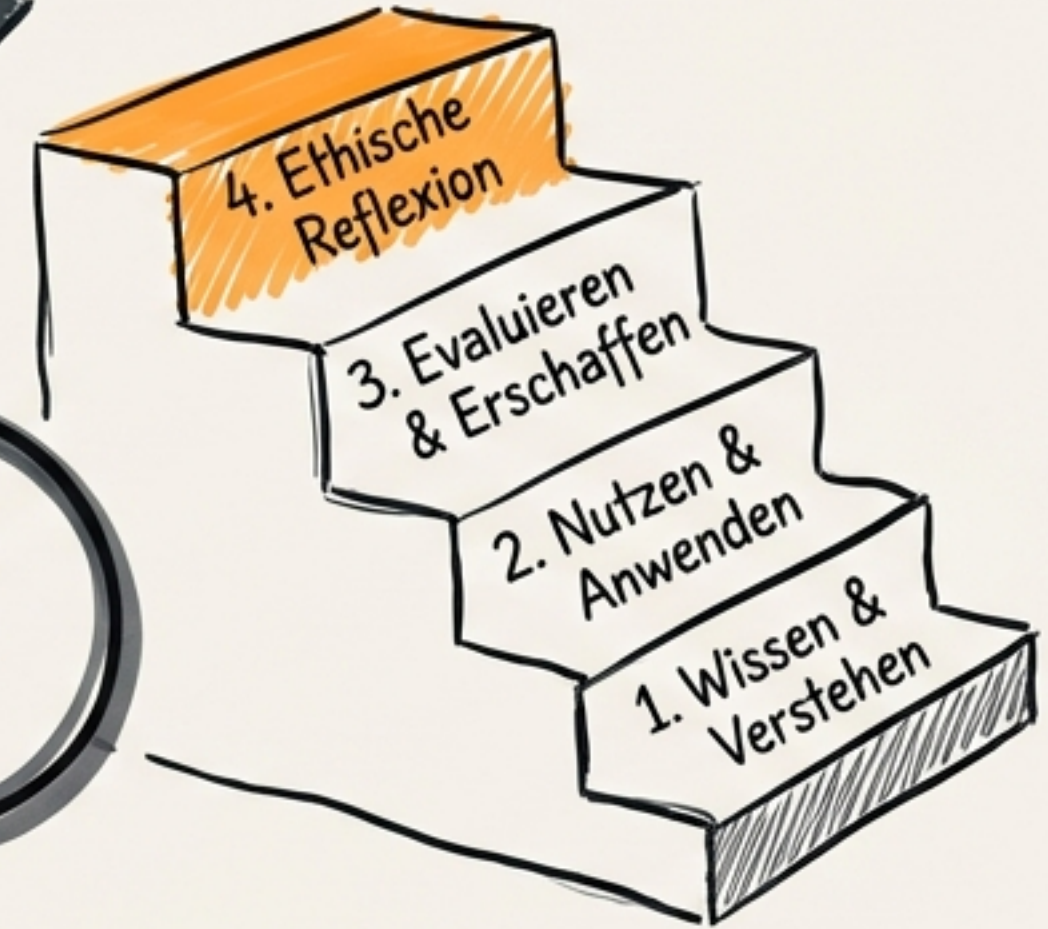 4. Ethische
Reflexion
3. Evaluieren
& Erschaffen
2. Nutzen &
Anwenden
1. Wissen &
Verstehen